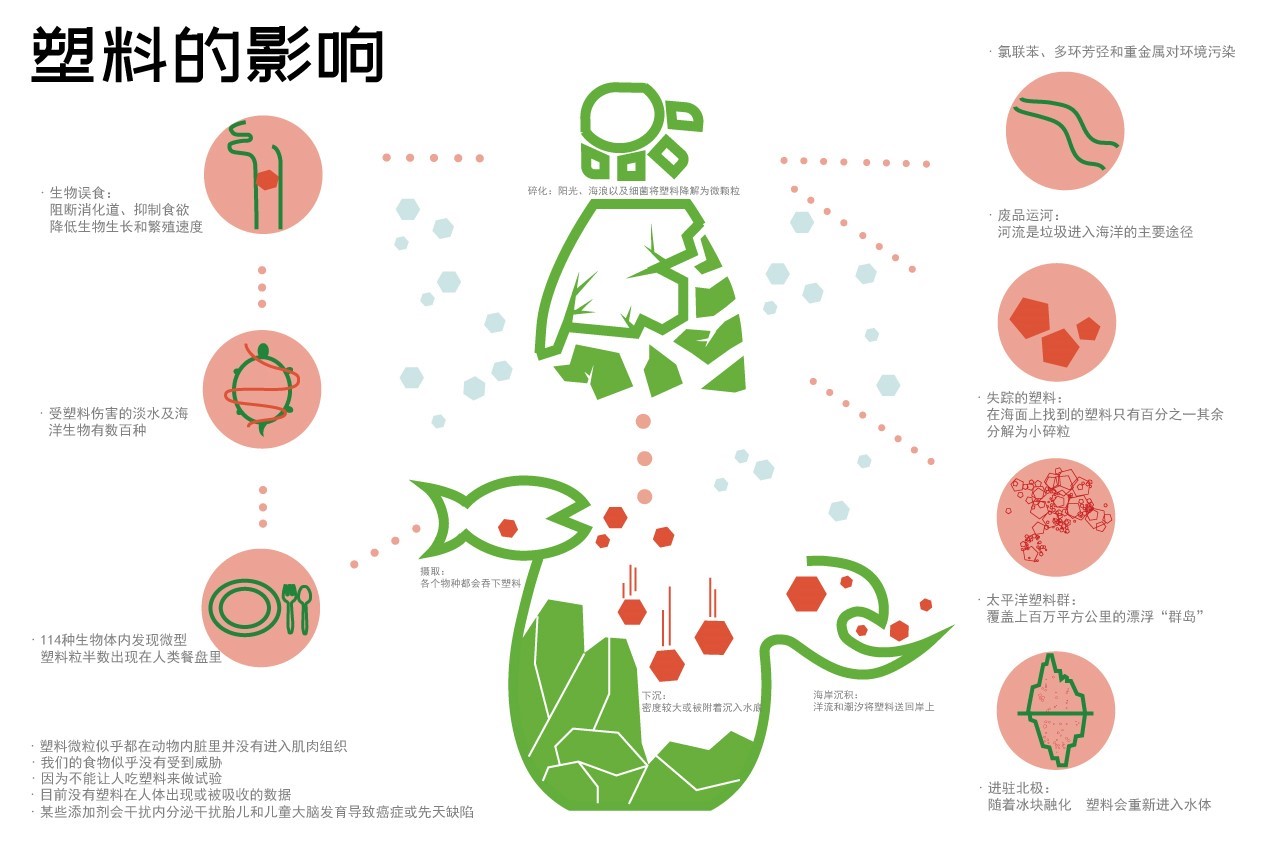 塑料的影响
· 生物误食：
阻断消化道、抑制食欲
降低生物生长和繁殖速度
· 受塑料伤害的淡水及海
洋生物有数百种
· 114种生物体内发现微型
塑料粒半数出现在人类餐盘里
· 塑料微粒似乎都在动物内脏里并没有进入肌肉组织
· 我们的食物似乎没有受到威胁
· 因为不能让人吃塑料来做试验
· 目前没有塑料在人体出现或被吸收的数据
· 某些添加剂会干扰内分泌干扰胎儿和儿童大脑发育导致癌症或先天缺陷
碎化：阳光、海浪以及细菌将塑料降解为微颗粒
摄取：
各个物种都会吞下塑料
下沉：
密度较大或被附着沉入水底
海岸沉积：
洋流和潮汐将塑料送回岸上
· 氯联苯、多环芳径和重金属对环境污染
· 废品运河：
河流是垃圾进入海洋的主要途径
· 失踪的塑料：
在海面上找到的塑料只有百分之一其余
分解为小碎粒
· 太平洋塑料群：
覆盖上百万平方公里的漂浮“群岛”
· 进驻北极：
随着冰块融化　塑料会重新进入水体